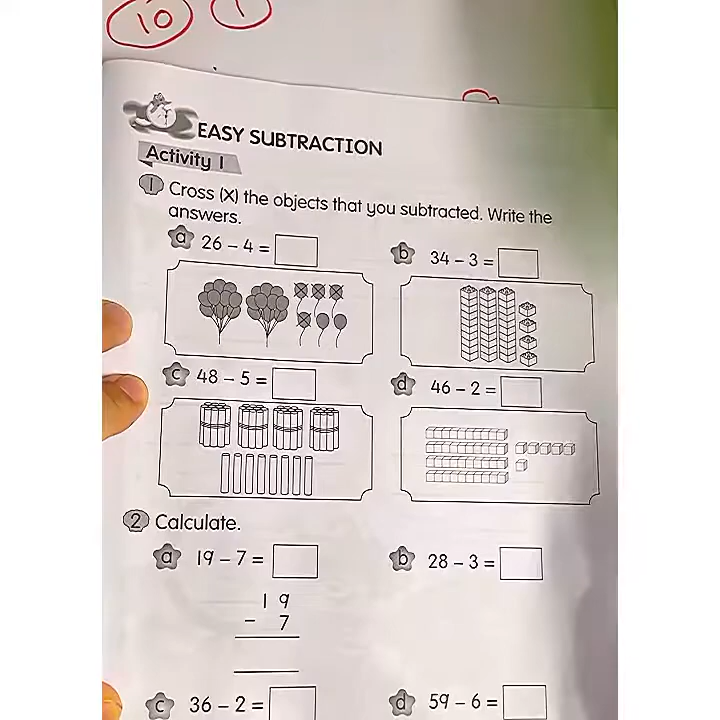 10 1
EASY SUBTRACTION
Activity 1
1 Cross (X) the objects that you subtracted. Write the
answers.
a 26 – 4 =
b 34 – 3 =
c 48 – 5 =
d 46 – 2 =
2 Calculate.
a 19 – 7 =
b 28 – 3 =
1 9
– 7
c 36 – 2 =
d 59 – 6 =